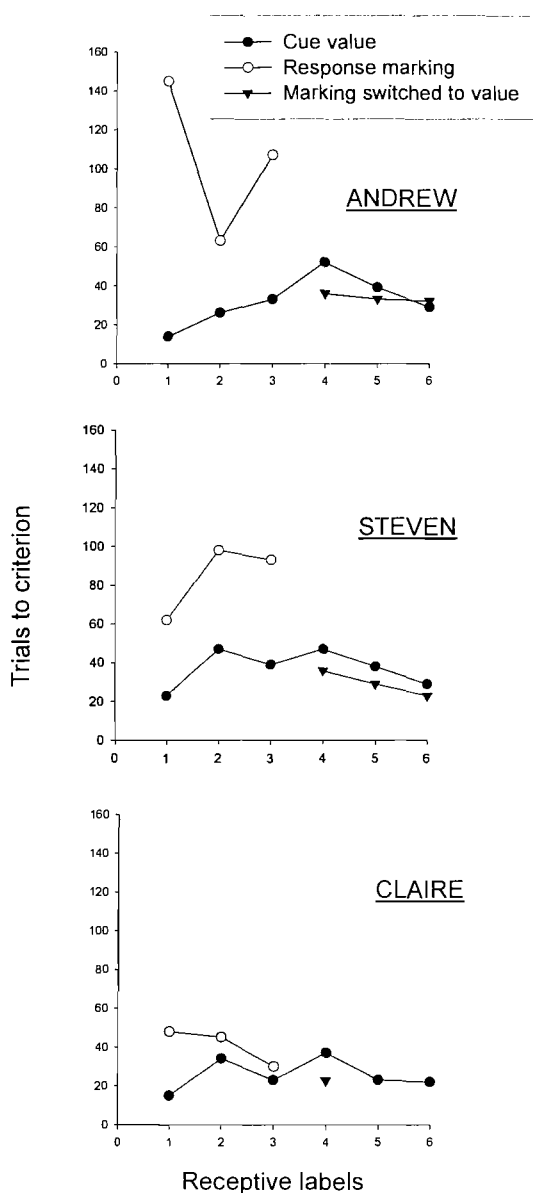 Cue value
Response marking
Marking switched to value
160
140
120
100
80
60
40
20
0
ANDREW
0 1 2 3 4 5 6
160
140
120
100
80
60
40
20
0
STEVEN
0 1 2 3 4 5 6
160
140
120
100
80
60
40
20
0
CLAIRE
0 1 2 3 4 5 6
Trials to criterion
Receptive labels